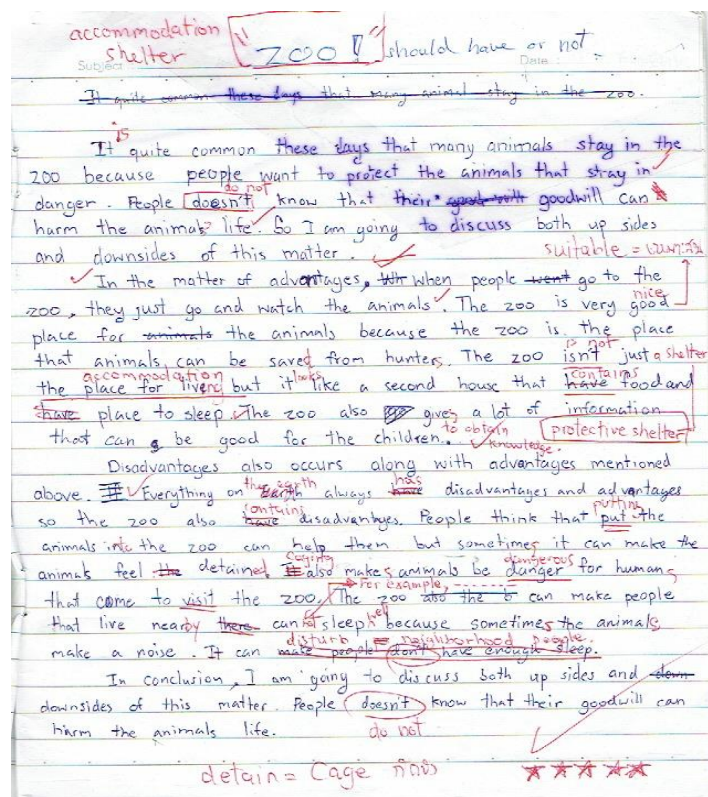 accommodation
shelter
"ZOO!" should have or not.
Subject Date
It quite common these days that many animal stay in the zoo.
is
It quite common these days that many animals stay in the
zoo because people want to protect the animals that stray in
do not
danger. People doesn't know that their goodwill can
harm the animals life. So I am going to discuss both up sides
and downsides of this matter. suitable =
In the matter of advantages, when people went go to the
nice
zoo, they just go and watch the animals. The zoo is very good
place for animals the animals because the zoo is the place
is not
that animals can be saved from hunters. The zoo isn't just a shelter
accommodation looks contains
the place for living but it like a second house that have food and
have place to sleep. The zoo also gives a lot of information
to obtain protective shelter
that can be good for the children. knowledge.
Disadvantages also occurs along with advantages mentioned
the earth has
above. Everything on Earth always have disadvantages and advantages
contains putting
so the zoo also have disadvantages. People think that put the
animals into the zoo can help them but sometimes it can make the
Caging dangerous
animals feel the detained. It also makes animals be danger for humans
For example,
that come to visit the zoo. The zoo also the b can make people
that live nearby there can't sleep because sometimes the animals
disturb neighborhood people.
make a noise. It can make people don't have enough sleep.
In conclusion, I am going to discuss both up sides and down
downsides of this matter. People doesn't know that their goodwill can
harm the animals life. do not
detain = Cage กักขัง